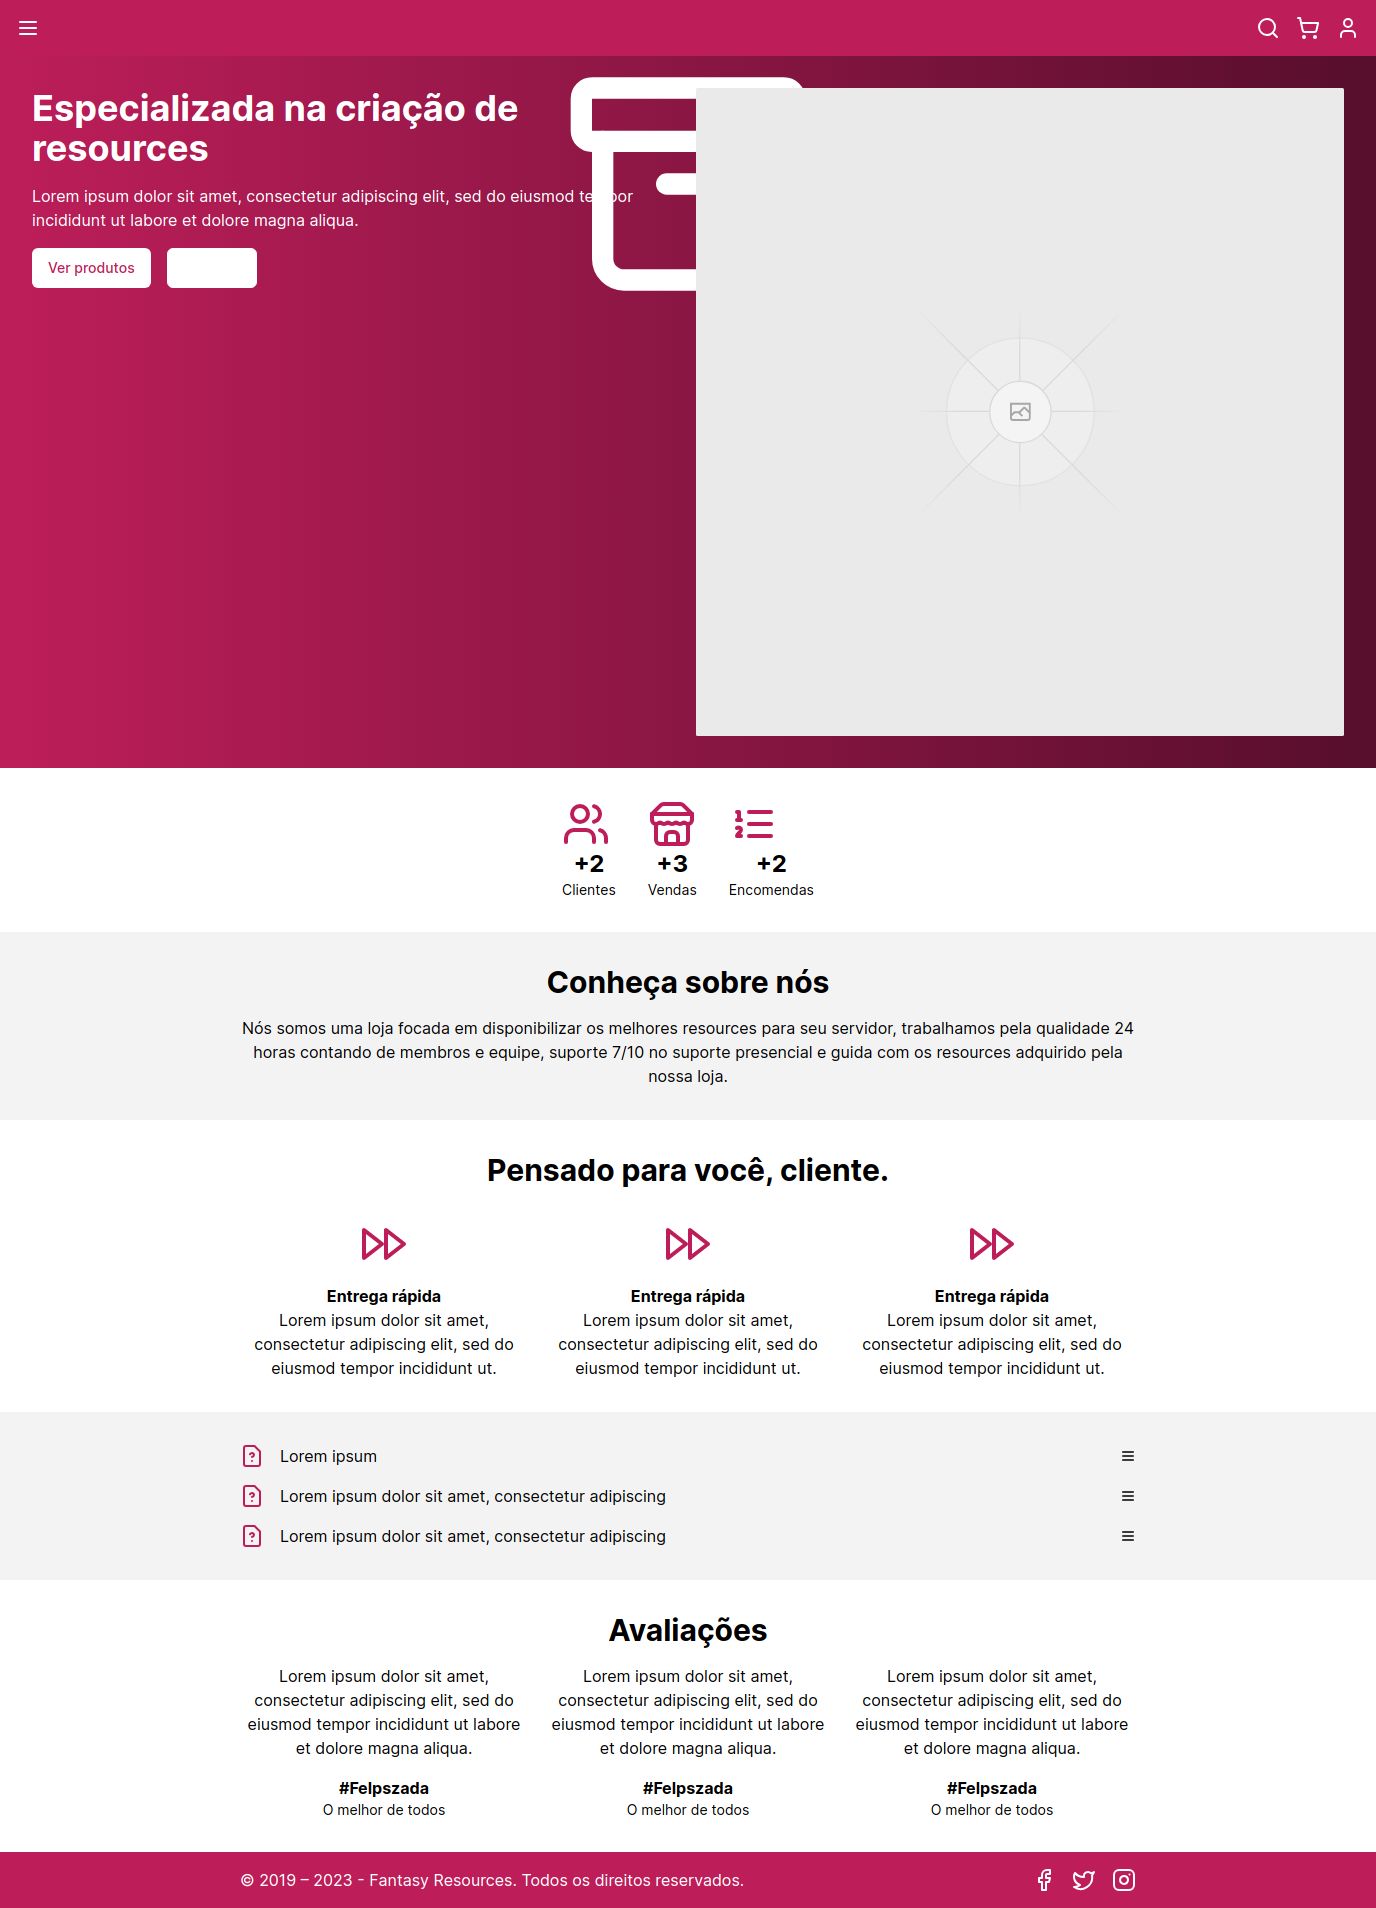 Especializada na criação de
resources
Lorem ipsum dolor sit amet, consectetur adipiscing elit, sed do eiusmod tempor
incididunt ut labore et dolore magna aliqua.
Ver produtos
+2
Clientes
+3
Vendas
+2
Encomendas
Conheça sobre nós
Nós somos uma loja focada em disponibilizar os melhores resources para seu servidor, trabalhamos pela qualidade 24
horas contando de membros e equipe, suporte 7/10 no suporte presencial e guida com os resources adquirido pela
nossa loja.
Pensado para você, cliente.
Entrega rápida
Lorem ipsum dolor sit amet,
consectetur adipiscing elit, sed do
eiusmod tempor incididunt ut.
Entrega rápida
Lorem ipsum dolor sit amet,
consectetur adipiscing elit, sed do
eiusmod tempor incididunt ut.
Entrega rápida
Lorem ipsum dolor sit amet,
consectetur adipiscing elit, sed do
eiusmod tempor incididunt ut.
Lorem ipsum
Lorem ipsum dolor sit amet, consectetur adipiscing
Lorem ipsum dolor sit amet, consectetur adipiscing
Avaliações
Lorem ipsum dolor sit amet,
consectetur adipiscing elit, sed do
eiusmod tempor incididunt ut labore
et dolore magna aliqua.
#Felpszada
O melhor de todos
Lorem ipsum dolor sit amet,
consectetur adipiscing elit, sed do
eiusmod tempor incididunt ut labore
et dolore magna aliqua.
#Felpszada
O melhor de todos
Lorem ipsum dolor sit amet,
consectetur adipiscing elit, sed do
eiusmod tempor incididunt ut labore
et dolore magna aliqua.
#Felpszada
O melhor de todos
© 2019 – 2023 - Fantasy Resources. Todos os direitos reservados.